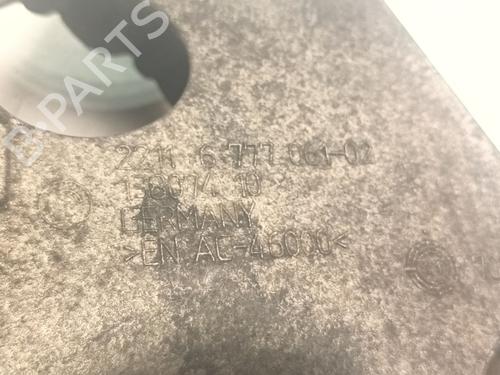 B-PARTS
2211 6 777 061-02
GERMANY
>EN AC-46000<